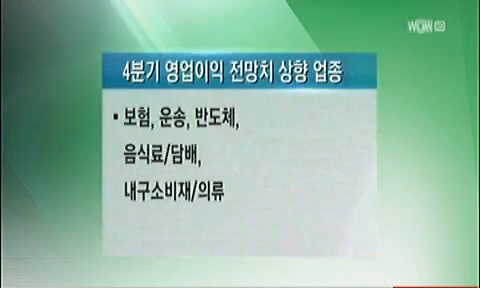 WOW
4분기 영업이익 전망치 상향 업종
▪ 보험, 운송, 반도체,
음식료/담배,
내구소비재/의류